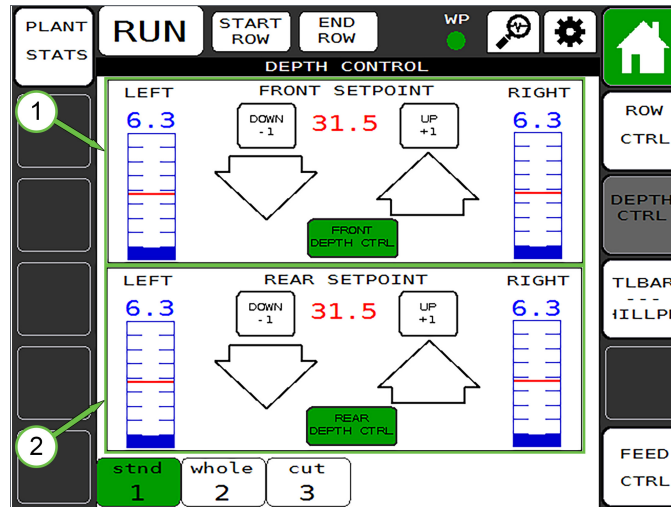 PLANT
STATS
RUN
START
ROW
END
ROW
WP
DEPTH CONTROL
1
LEFT
FRONT SETPOINT
RIGHT
6.3
DOWN
-1
31.5
UP
+1
6.3
FRONT
DEPTH CTRL
LEFT
REAR SETPOINT
RIGHT
6.3
DOWN
-1
31.5
UP
+1
6.3
REAR
DEPTH CTRL
2
stnd
1
whole
2
cut
3
ROW
CTRL
DEPTH
CTRL
TLBAR
---
HILLPL
FEED
CTRL